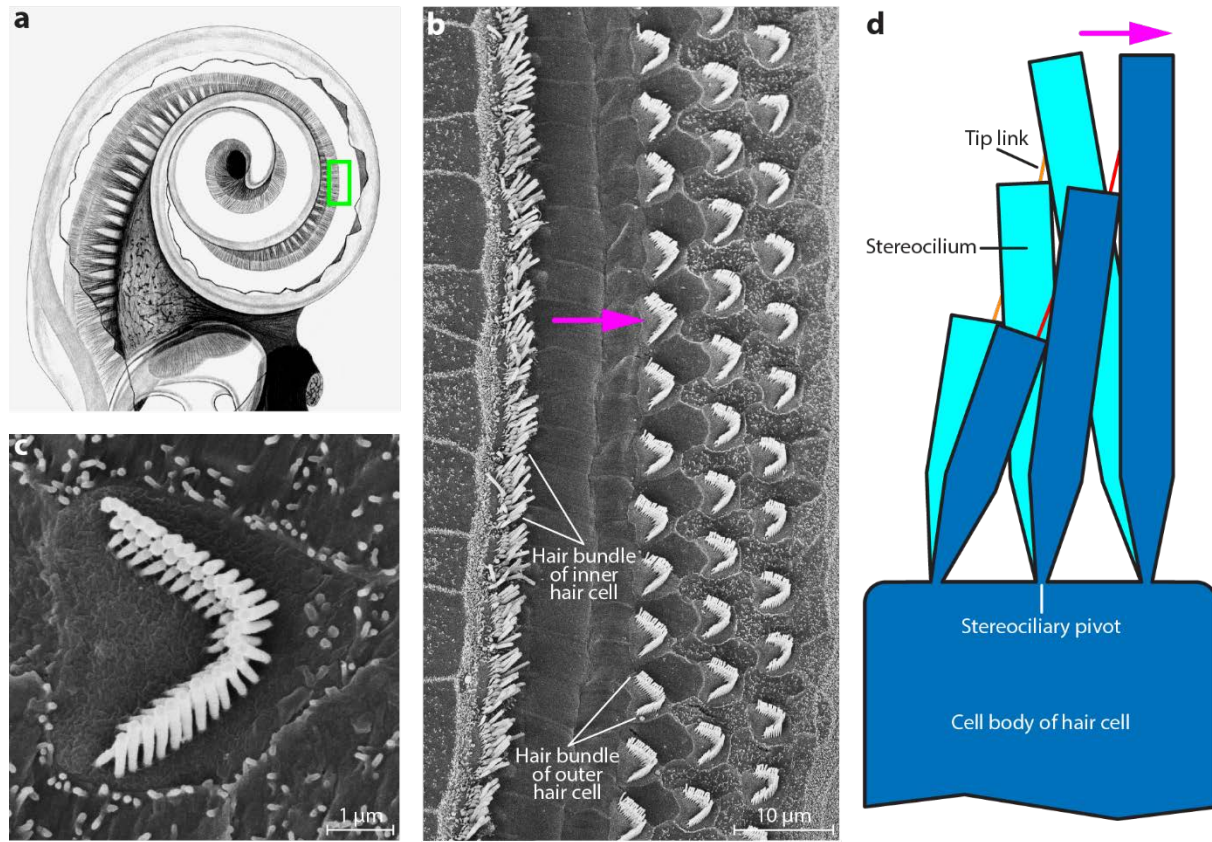 a
b
Hair bundle
of inner
hair cell
Hair bundle
of outer
hair cell
10 µm
c
1 µm
d
Tip link
Stereocilium
Stereociliary pivot
Cell body of hair cell